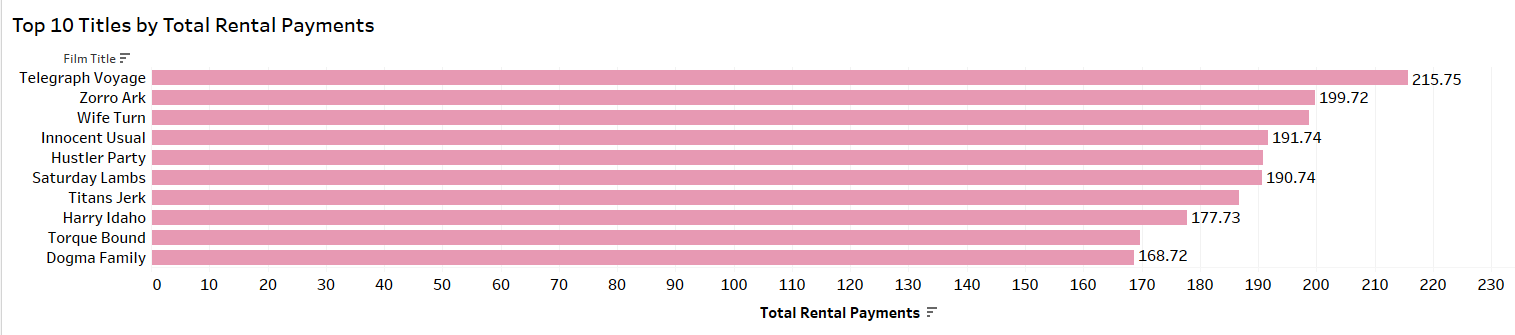 Top 10 Titles by Total Rental Payments
Film Title
Telegraph Voyage 215.75
Zorro Ark 199.72
Wife Turn
Innocent Usual 191.74
Hustler Party
Saturday Lambs 190.74
Titans Jerk
Harry Idaho 177.73
Torque Bound
Dogma Family 168.72
0 10 20 30 40 50 60 70 80 90 100 110 120 130 140 150 160 170 180 190 200 210 220 230
Total Rental Payments